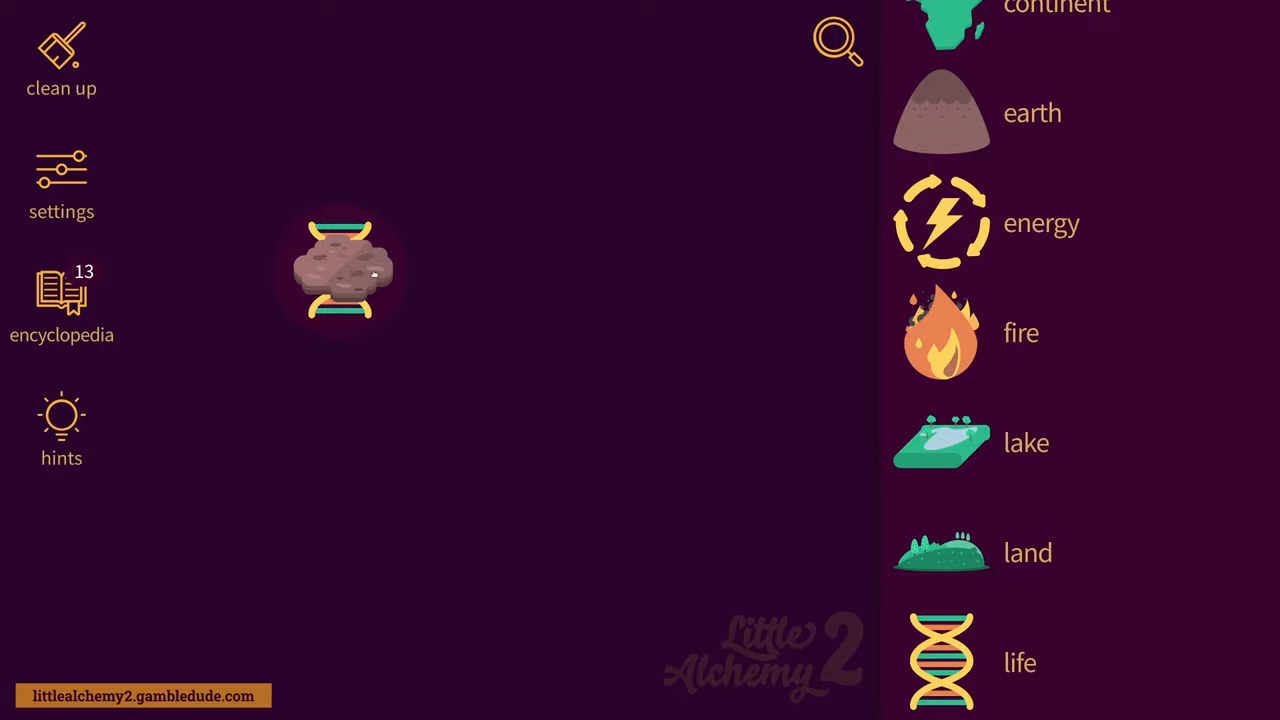 clean up
settings
13
encyclopedia
hints
continent
earth
energy
fire
lake
land
life
Little
Alchemy 2
littlealchemy2.gambledude.com